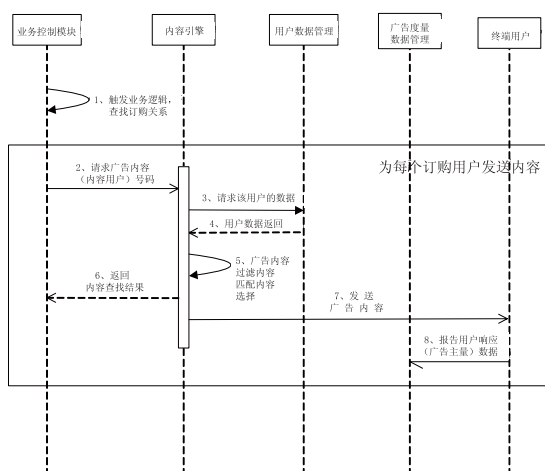 业务控制模块
内容引擎
用户数据管理
广告度量
数据管理
终端用户
1、触发业务逻辑,
查找订购关系
为每个订购用户发送内容
2、请求广告内容
(内容用户)号码
3、请求该用户的数据
4、用户数据返回
5、广告内容
过滤内容
匹配内容
选择
6、返回
内容查找结果
7、发 送
广 告 内 容
8、报告用户响应
(广告主量)数据